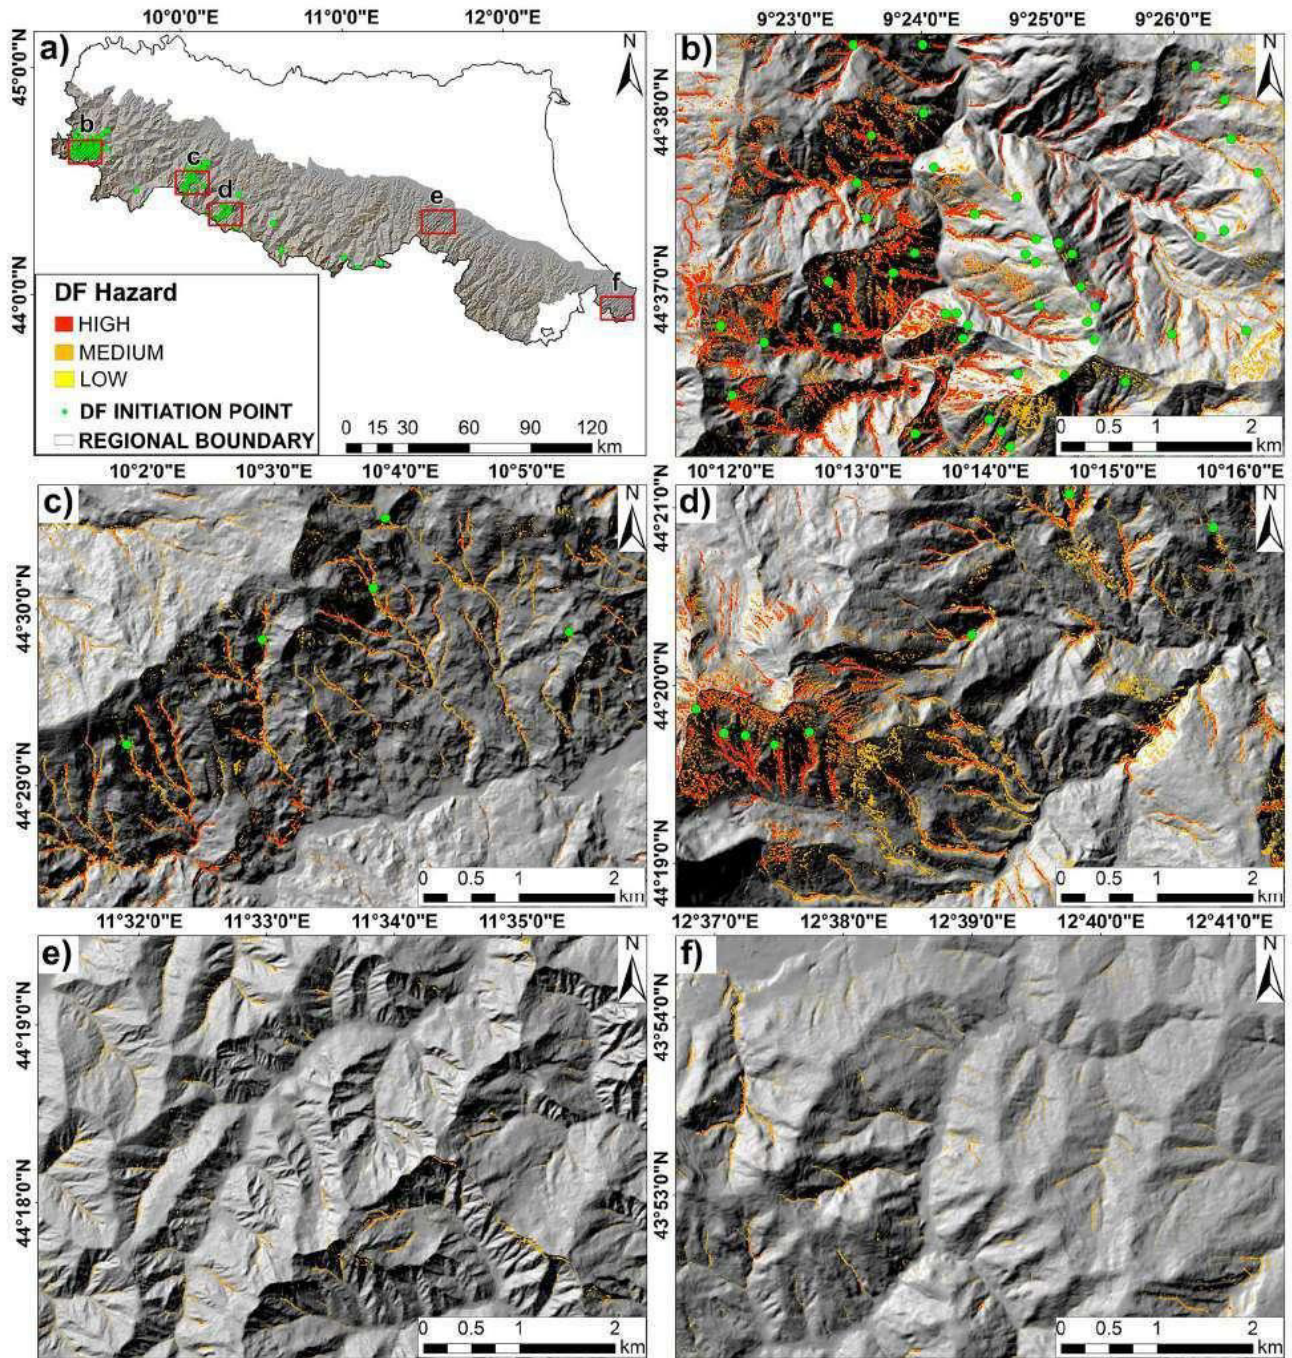 10°0'0"E 11°0'0"E 12°0'0"E
9°23'0"E 9°24'0"E 9°25'0"E 9°26'0"E
a)
N
45°0'0"N
44°0'0"N
b
c
d
e
f
DF Hazard
HIGH
MEDIUM
LOW
DF INITIATION POINT
REGIONAL BOUNDARY
0 15 30 60 90 120
km
b)
N
44°38'0"N
44°37'0"N
0 0.5 1 2
km
10°2'0"E 10°3'0"E 10°4'0"E 10°5'0"E
10°12'0"E 10°13'0"E 10°14'0"E 10°15'0"E 10°16'0"E
c)
N
44°30'0"N
44°29'0"N
0 0.5 1 2
km
d)
N
44°21'0"N
44°20'0"N
44°19'0"N
0 0.5 1 2
km
11°32'0"E 11°33'0"E 11°34'0"E 11°35'0"E
12°37'0"E 12°38'0"E 12°39'0"E 12°40'0"E 12°41'0"E
e)
N
44°19'0"N
44°18'0"N
0 0.5 1 2
km
f)
N
43°54'0"N
43°53'0"N
0 0.5 1 2
km